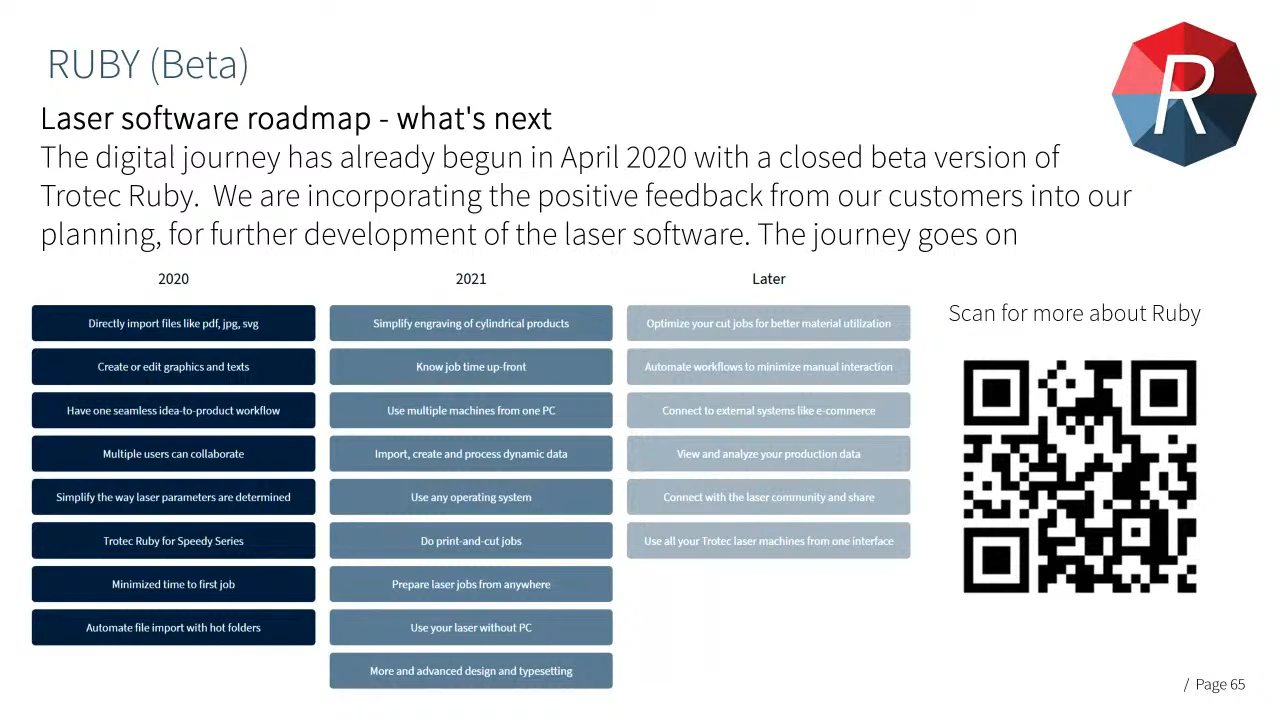 RUBY (Beta)
R
Laser software roadmap - what's next
The digital journey has already begun in April 2020 with a closed beta version of
Trotec Ruby.  We are incorporating the positive feedback from our customers into our
planning, for further development of the laser software. The journey goes on
2020
Directly import files like pdf, jpg, svg
Create or edit graphics and texts
Have one seamless idea-to-product workflow
Multiple users can collaborate
Simplify the way laser parameters are determined
Trotec Ruby for Speedy Series
Minimized time to first job
Automate file import with hot folders
2021
Simplify engraving of cylindrical products
Know job time up-front
Use multiple machines from one PC
Import, create and process dynamic data
Use any operating system
Do print-and-cut jobs
Prepare laser jobs from anywhere
Use your laser without PC
More and advanced design and typesetting
Later
Optimize your cut jobs for better material utilization
Automate workflows to minimize manual interaction
Connect to external systems like e-commerce
View and analyze your production data
Connect with the laser community and share
Use all your Trotec laser machines from one interface
Scan for more about Ruby
/ Page 65